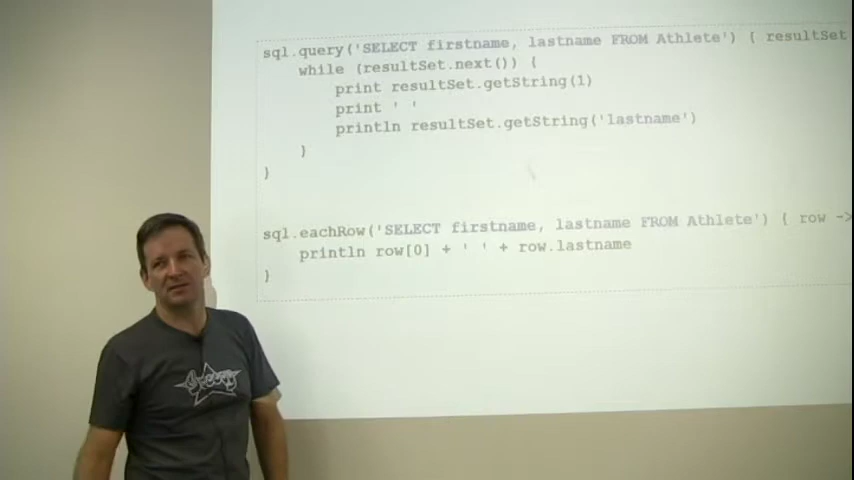 sql.query('SELECT firstname, lastname FROM Athlete') { resultSet
while (resultSet.next()) {
print resultSet.getString(1)
print ' '
println resultSet.getString('lastname')
}
}
sql.eachRow('SELECT firstname, lastname FROM Athlete') { row ->
println row[0] + ' ' + row.lastname
}
Groovy